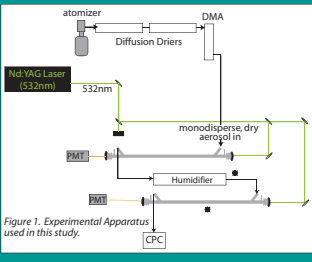 atomizer
DMA
Diffusion Driers
Nd:YAG Laser
(532nm)
532nm
monodisperse, dry
aerosol in
PMT
Humidifier
PMT
Figure 1. Experimental Apparatus
used in this study.
CPC